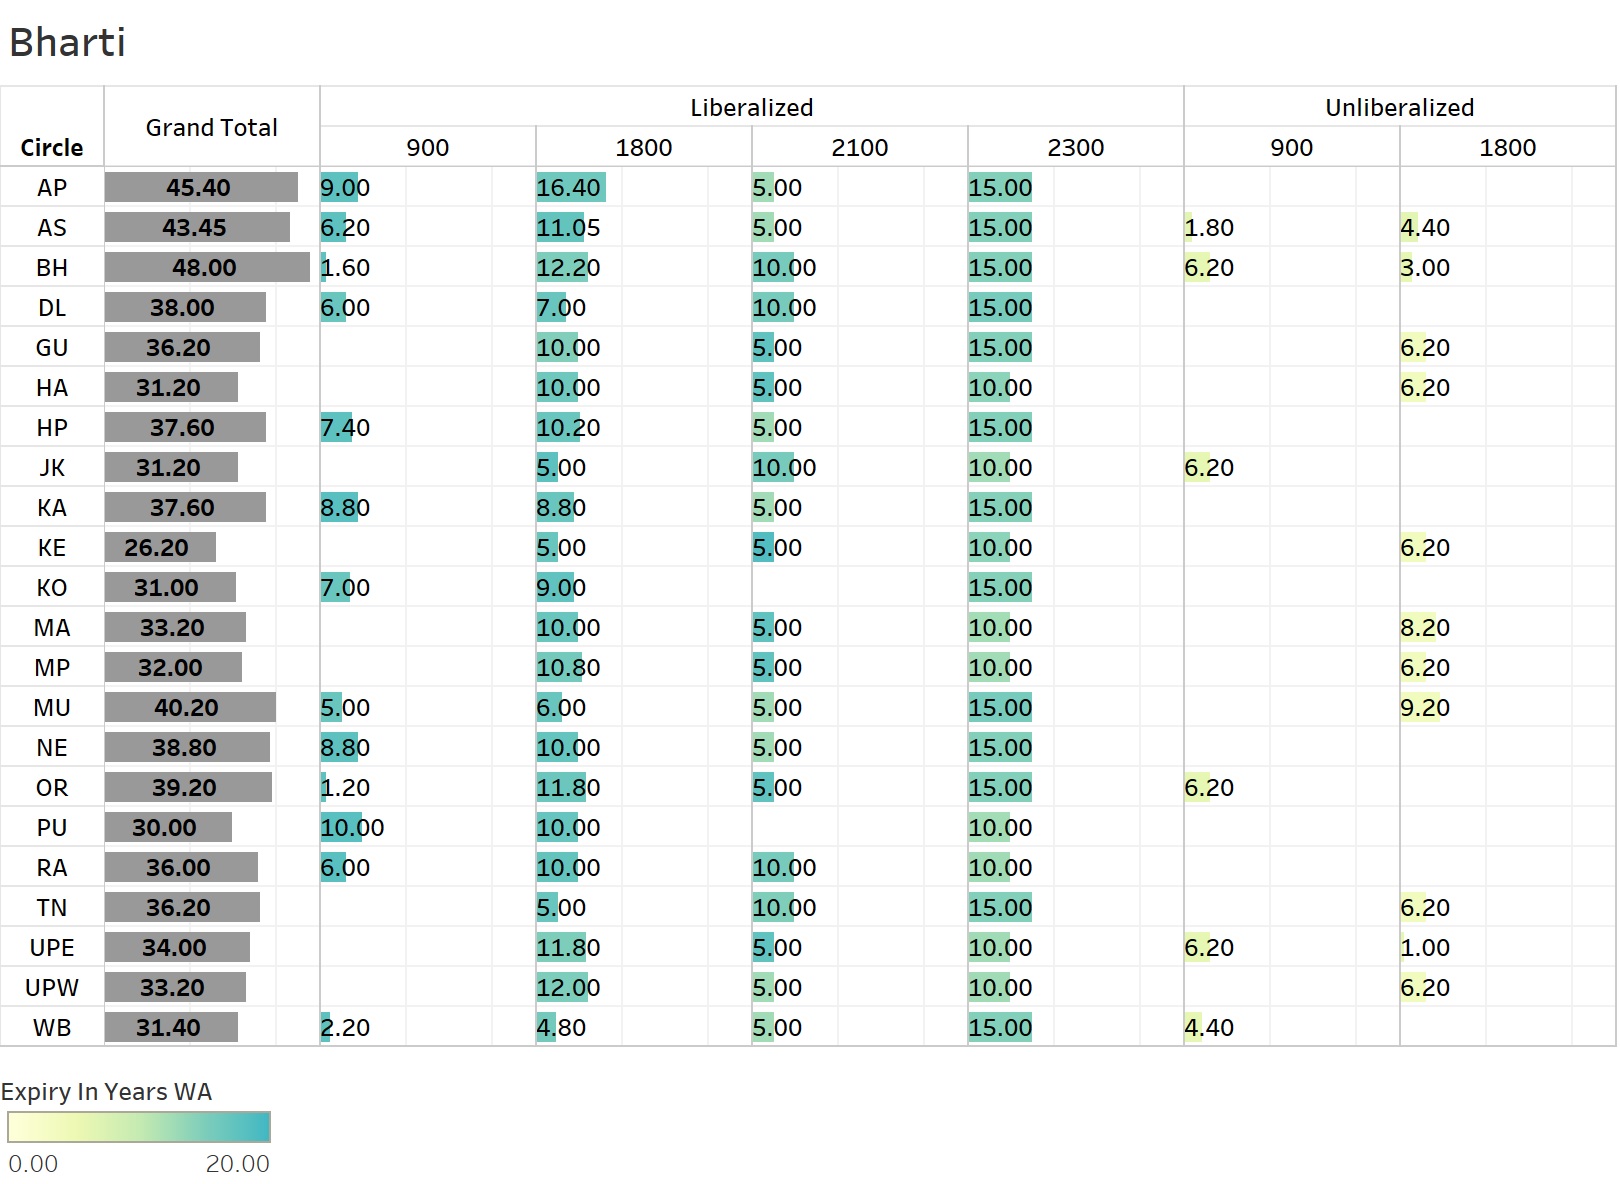 Bharti
Liberalized Unliberalized
Grand Total
Circle 900 1800 2100 2300 900 1800
AP 45.40 9.00 16.40 5.00 15.00
AS 43.45 6.20 11.05 5.00 15.00 1.80 4.40
BH 48.00 1.60 12.20 10.00 15.00 6.20 3.00
DL 38.00 6.00 7.00 10.00 15.00
GU 36.20 10.00 5.00 15.00 6.20
HA 31.20 10.00 5.00 10.00 6.20
HP 37.60 7.40 10.20 5.00 15.00
JK 31.20 5.00 10.00 10.00 6.20
KA 37.60 8.80 8.80 5.00 15.00
KE 26.20 5.00 5.00 10.00 6.20
KO 31.00 7.00 9.00 15.00
MA 33.20 10.00 5.00 10.00 8.20
MP 32.00 10.80 5.00 10.00 6.20
MU 40.20 5.00 6.00 5.00 15.00 9.20
NE 38.80 8.80 10.00 5.00 15.00
OR 39.20 1.20 11.80 5.00 15.00 6.20
PU 30.00 10.00 10.00 10.00
RA 36.00 6.00 10.00 10.00 10.00
TN 36.20 5.00 10.00 15.00 6.20
UPE 34.00 11.80 5.00 10.00 6.20 1.00
UPW 33.20 12.00 5.00 10.00 6.20
WB 31.40 2.20 4.80 5.00 15.00 4.40
Expiry In Years WA
0.00 20.00